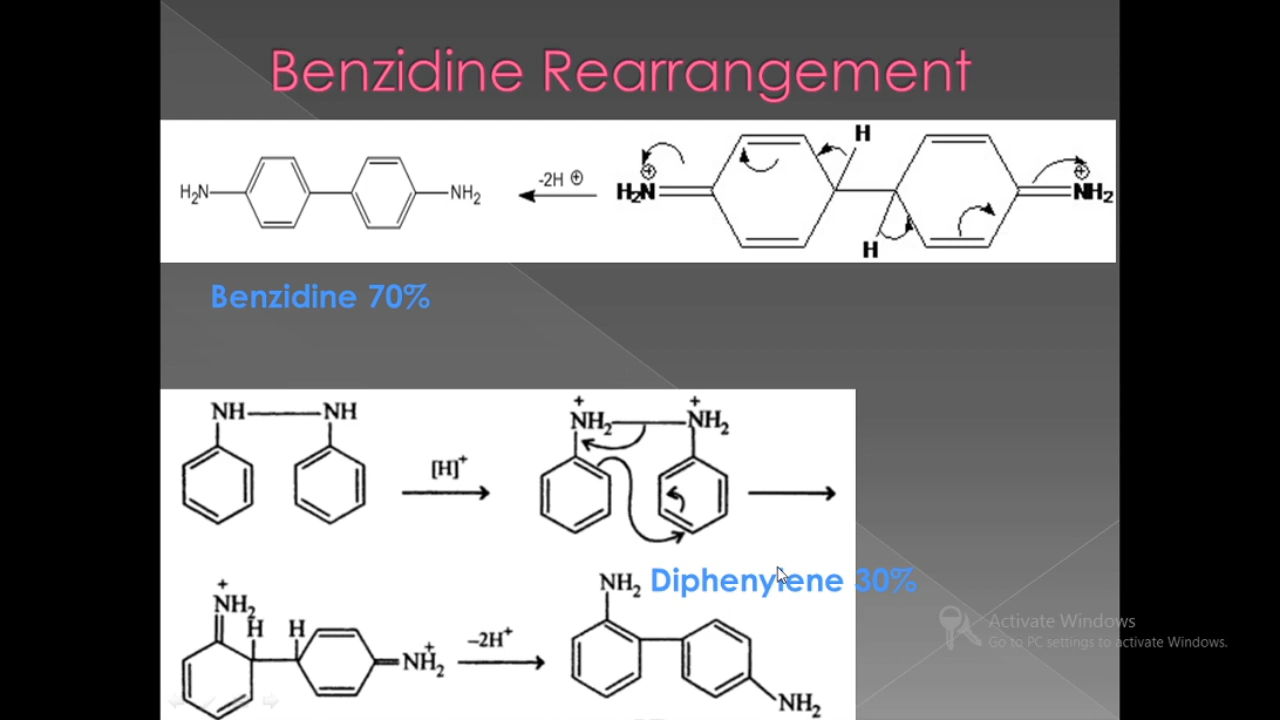 Benzidine Rearrangement
H₂N NH₂ -2H ⊕ H₂N ⊕ H H NH₂ ⊕
Benzidine 70%
NH NH [H]⁺ +NH₂ +NH₂
NH₂ Diphenylene 30%
+NH₂ H H NH₂+ –2H⁺ NH₂
Activate Windows
Go to PC settings to activate Windows.